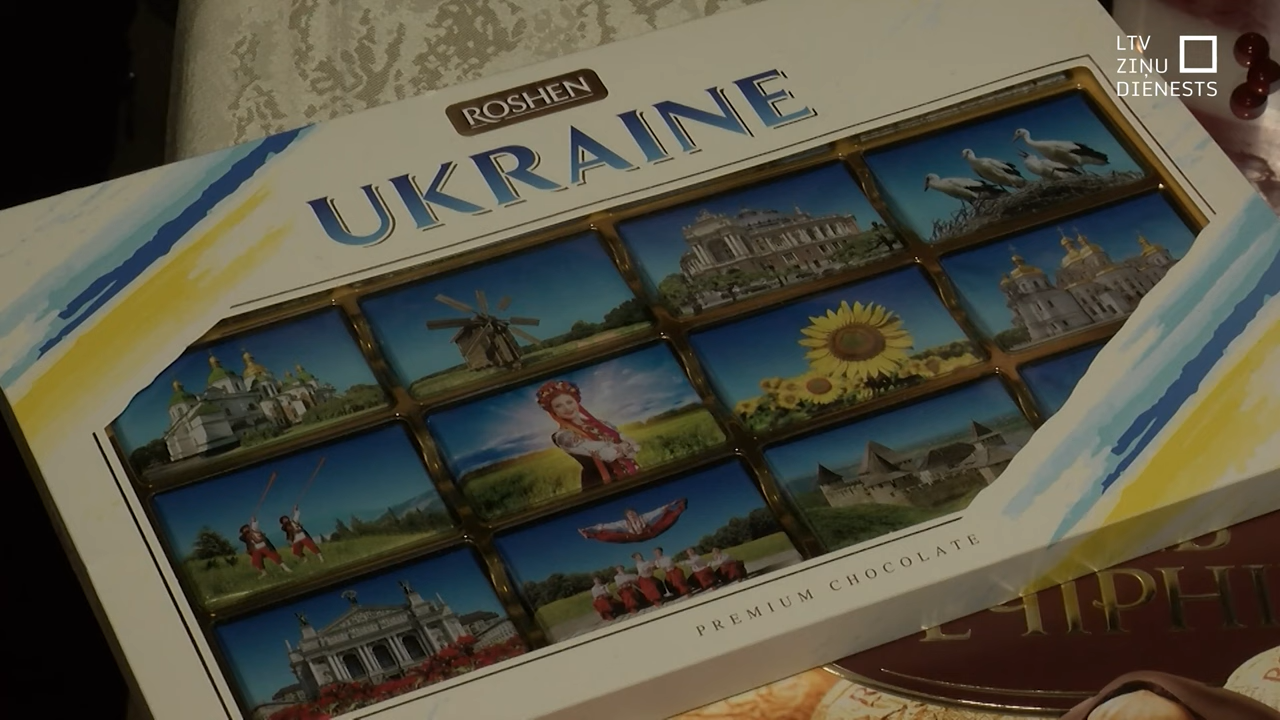 LTV
ZIŅU
DIENESTS
ROSHEN
UKRAINE
PREMIUM CHOCOLATE